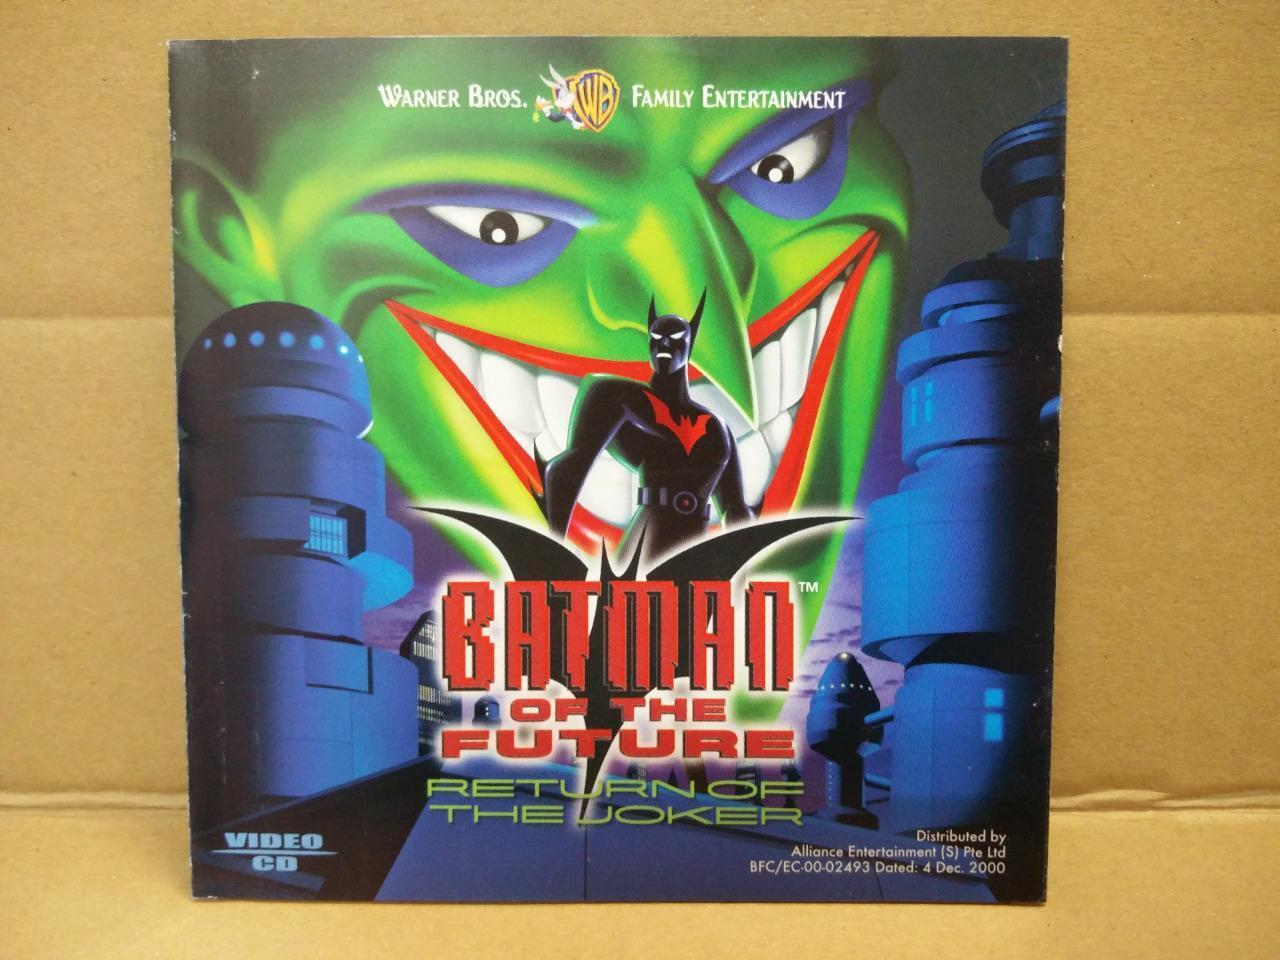 WARNER BROS. WB FAMILY ENTERTAINMENT
BATMAN™
OF THE
FUTURE
RETURN OF
THE JOKER
VIDEO
CD
Distributed by
Alliance Entertainment (S) Pte Ltd
BFC/EC-00-02493 Dated: 4 Dec. 2000